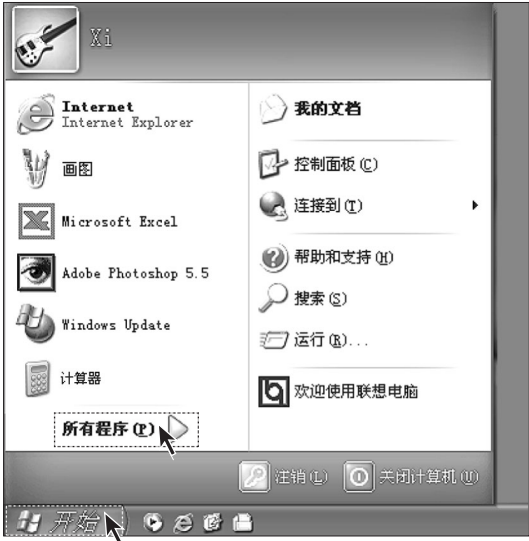 Xi
Internet
Internet Explorer
画图
Microsoft Excel
Adobe Photoshop 5.5
Windows Update
计算器
所有程序(P)
我的文档
控制面板(C)
连接到(T)
帮助和支持(H)
搜索(S)
运行(R)...
欢迎使用联想电脑
注销(L)
关闭计算机(U)
开始